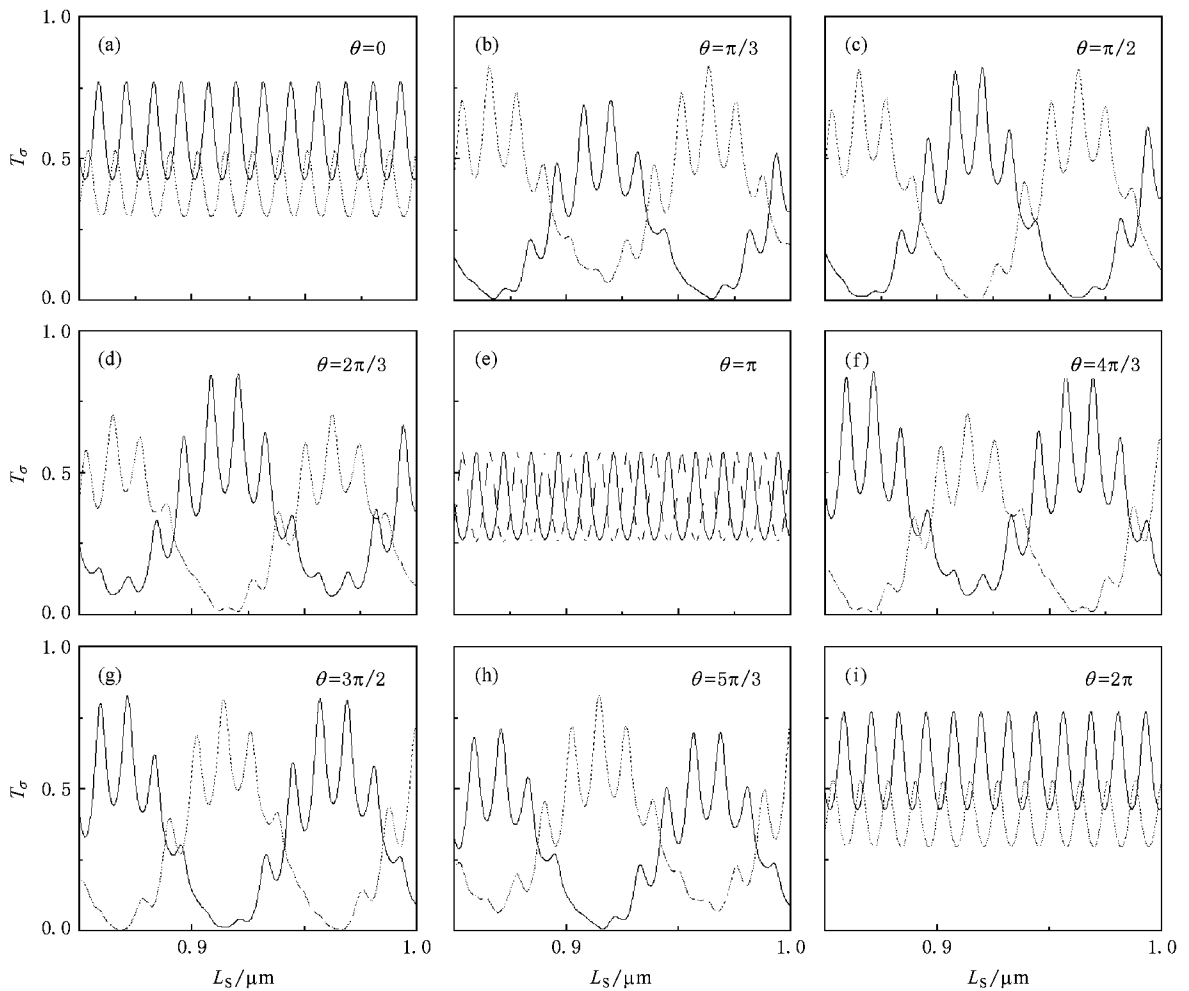 1.0
(a) θ=0
(b) θ=π/3
(c) θ=π/2
0.5
Tσ
0.0
1.0
(d) θ=2π/3
(e) θ=π
(f) θ=4π/3
0.5
Tσ
0.0
1.0
(g) θ=3π/2
(h) θ=5π/3
(i) θ=2π
0.5
Tσ
0.0
0.9 1.0
0.9 1.0
0.9 1.0
LS/μm
LS/μm
LS/μm